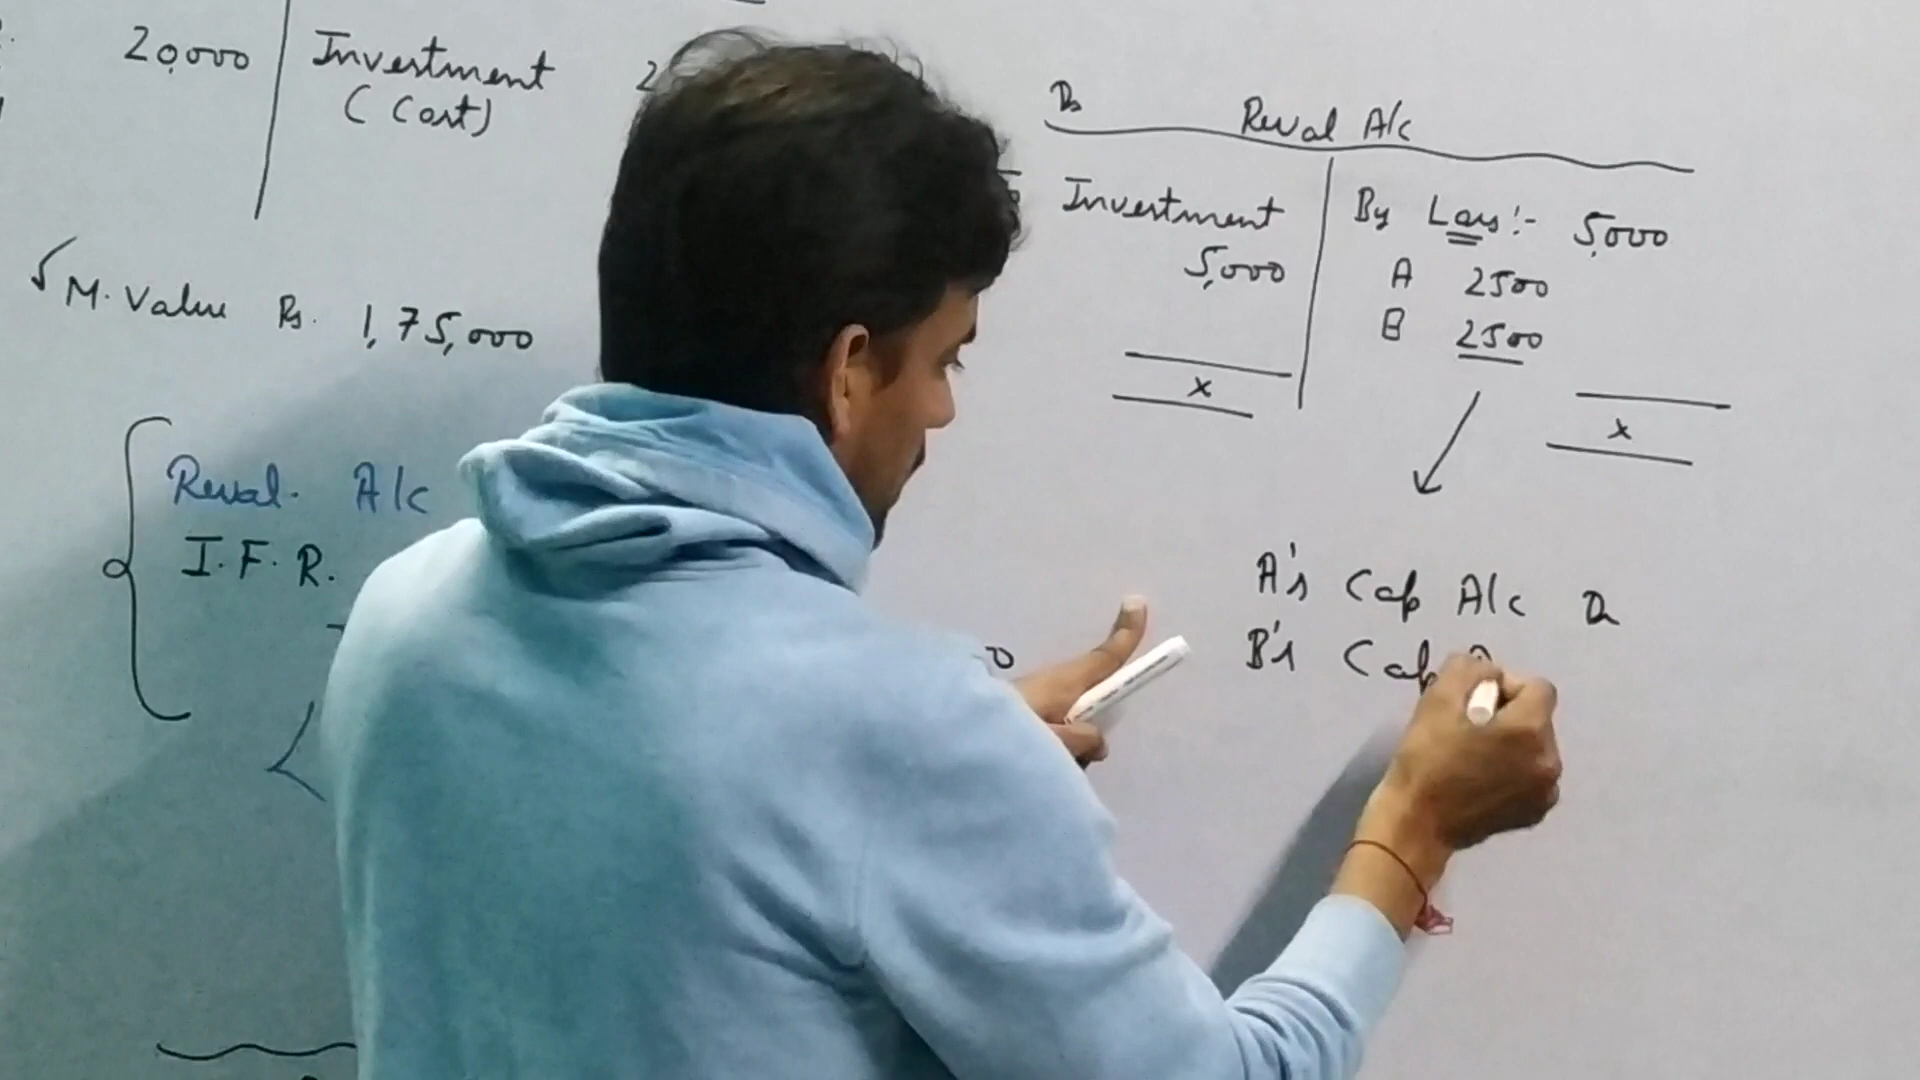 20,000 Investment 2
(Cost)
M. Value Rs. 1,75,000
Reval. A/c
I.F.R.
Dr Reval A/c
Investment
5,000
x
By Loss:- 5,000
A 2500
B 2500
x
A's Cap A/c Dr
B's Cap